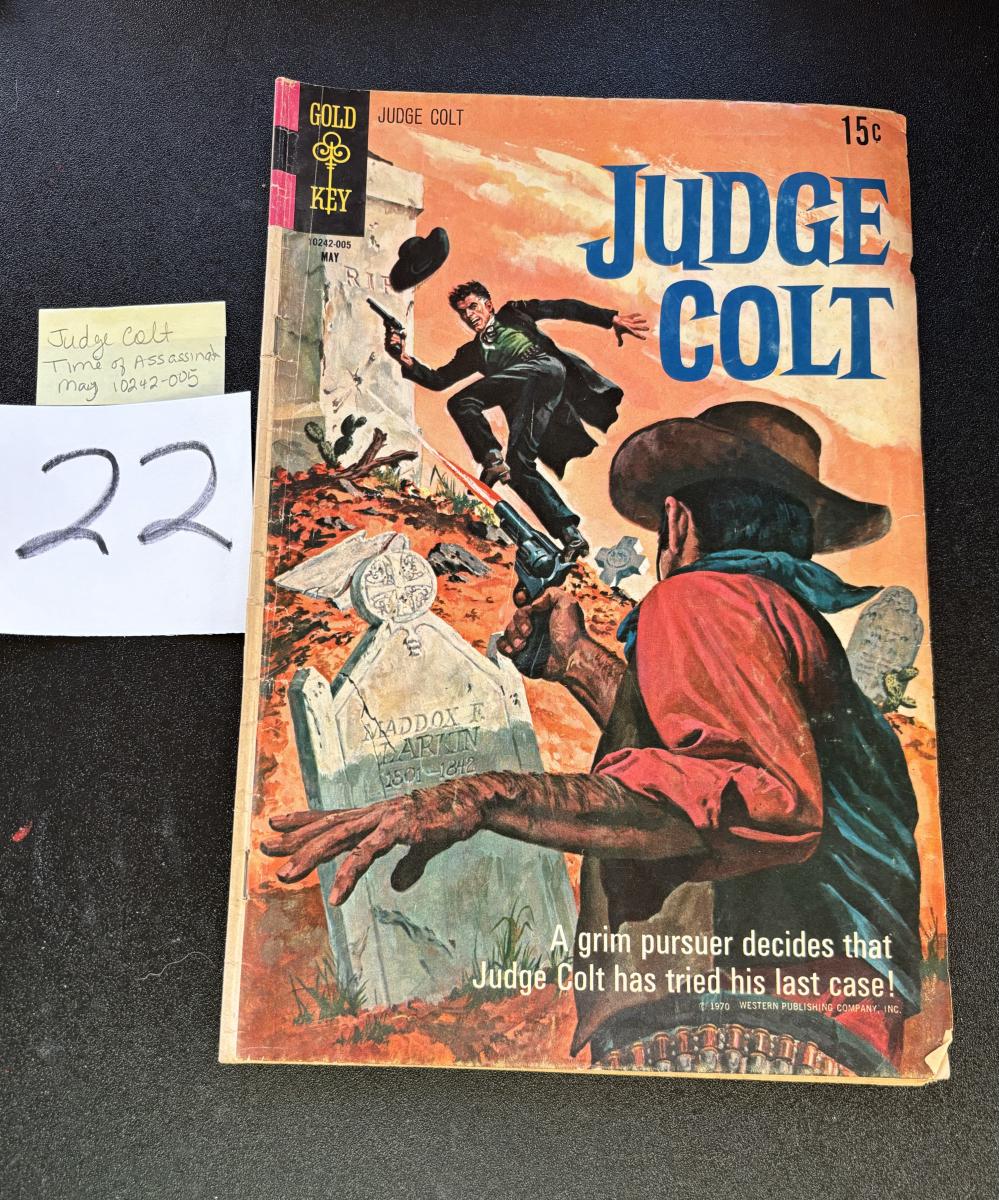 GOLD
KEY
JUDGE COLT
15¢
10242-005
MAY
JUDGE
COLT
RIP
Judge Colt
Time of Assassinat
May 10242-005
22
MADDOX F.
LARKIN
1801-1842
A grim pursuer decides that
Judge Colt has tried his last case!
© 1970 WESTERN PUBLISHING COMPANY, INC.